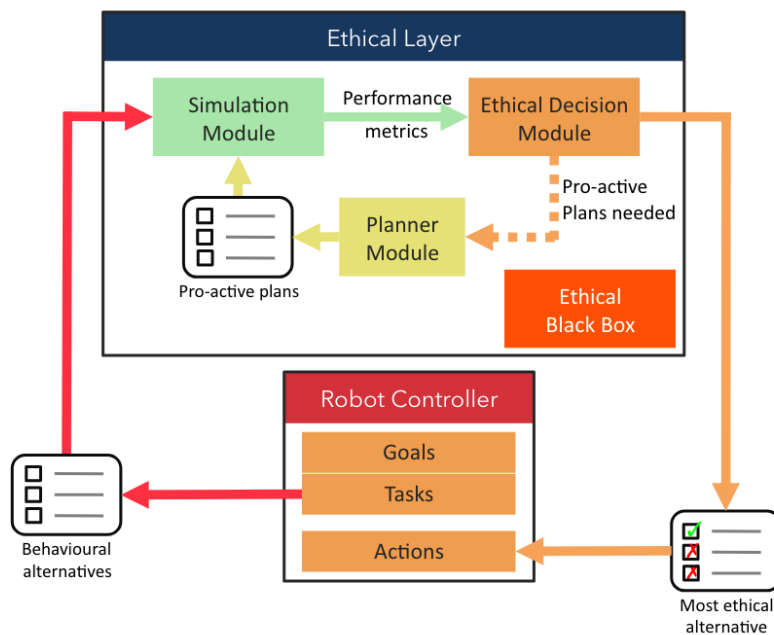 Ethical Layer
Simulation
Module
Performance
metrics
Ethical Decision
Module
Pro-active
Plans needed
Planner
Module
Pro-active plans
Ethical
Black Box
Robot Controller
Goals
Tasks
Actions
Behavioural
alternatives
Most ethical
alternative